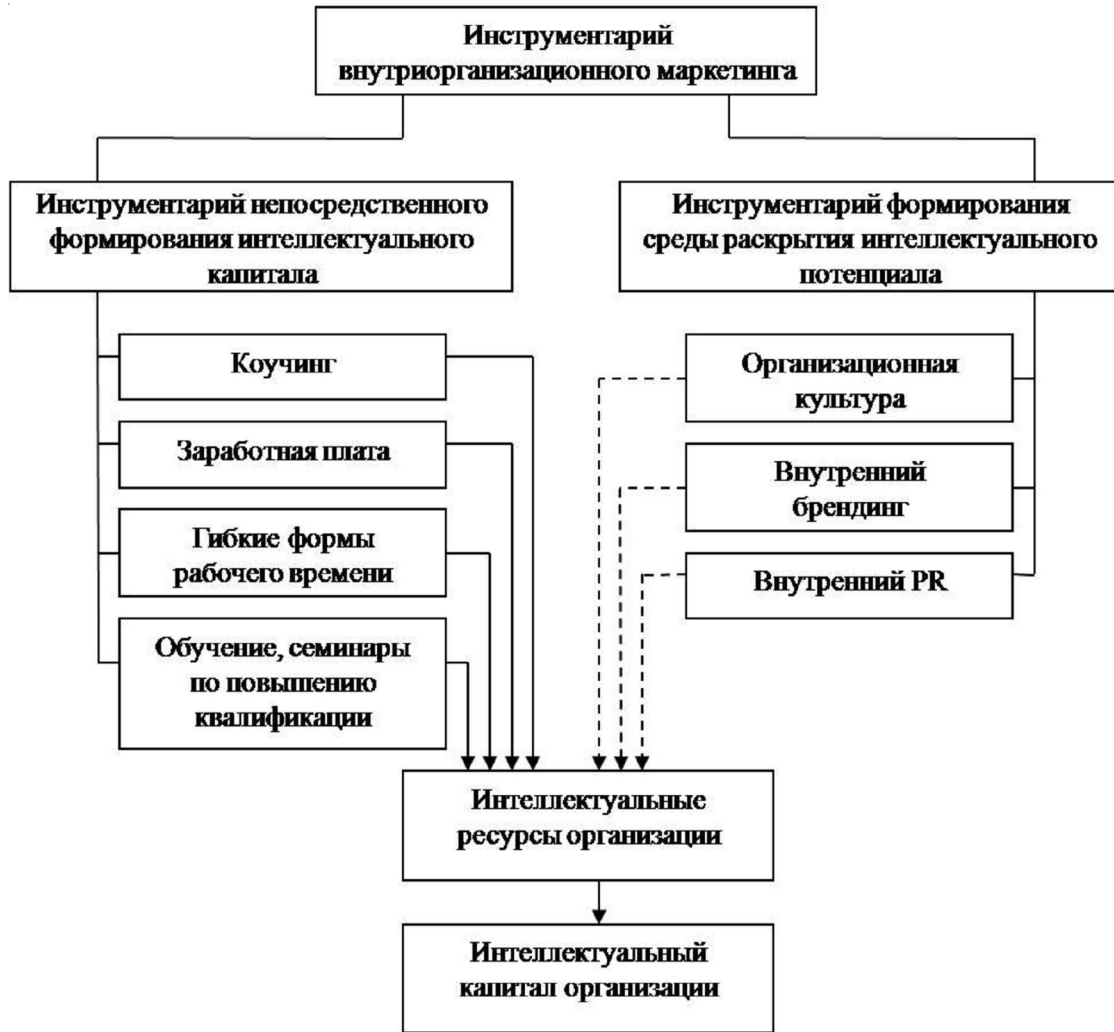 Инструментарий
внутриорганизационного маркетинга
Инструментарий непосредственного
формирования интеллектуального
капитала
Инструментарий формирования
среды раскрытия интеллектуального
потенциала
Коучинг
Заработная плата
Гибкие формы
рабочего времени
Обучение, семинары
по повышению
квалификации
Организационная
культура
Внутренний
брендинг
Внутренний PR
Интеллектуальные
ресурсы организации
Интеллектуальный
капитал организации